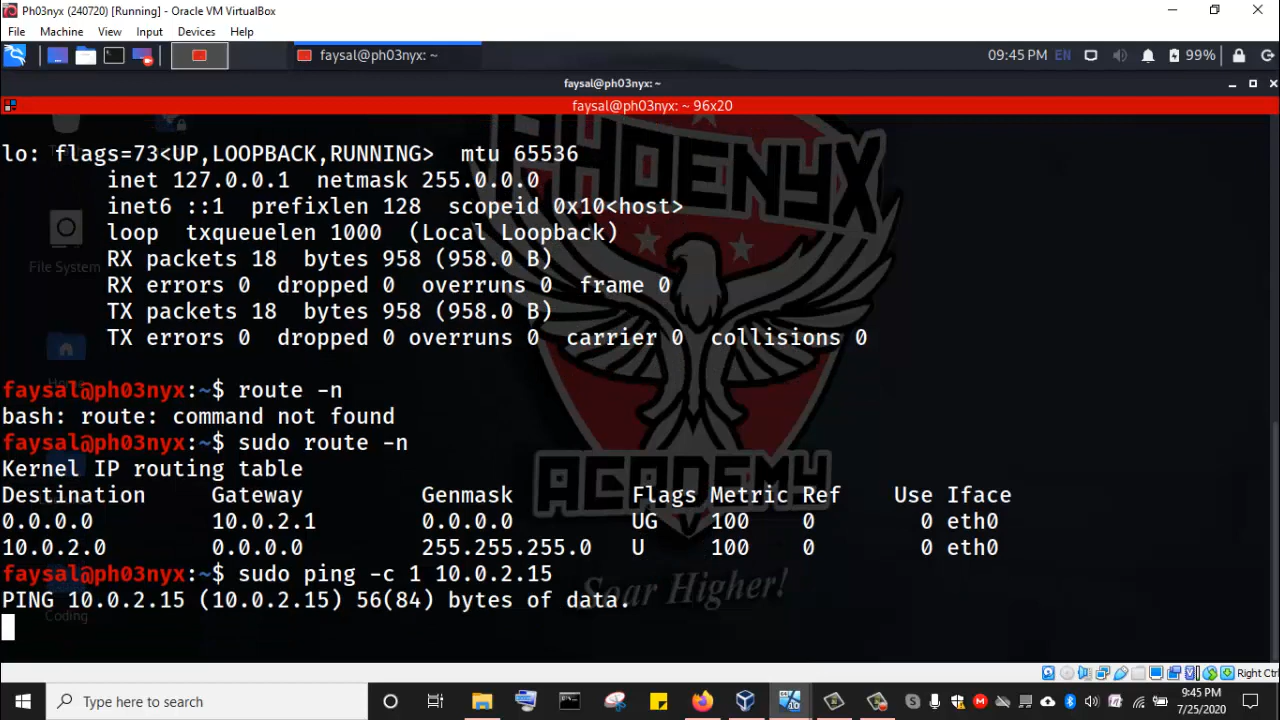 Ph03nyx (240720) [Running] - Oracle VM VirtualBox
File Machine View Input Devices Help
faysal@ph03nyx: ~ 09:45 PM EN 99%
faysal@ph03nyx: ~
faysal@ph03nyx: ~ 96x20
lo: flags=73<UP,LOOPBACK,RUNNING> mtu 65536
inet 127.0.0.1 netmask 255.0.0.0
inet6 ::1 prefixlen 128 scopeid 0x10<host>
loop txqueuelen 1000 (Local Loopback)
RX packets 18 bytes 958 (958.0 B)
RX errors 0 dropped 0 overruns 0 frame 0
TX packets 18 bytes 958 (958.0 B)
TX errors 0 dropped 0 overruns 0 carrier 0 collisions 0
faysal@ph03nyx:~$ route -n
bash: route: command not found
faysal@ph03nyx:~$ sudo route -n
Kernel IP routing table
Destination Gateway Genmask Flags Metric Ref Use Iface
0.0.0.0 10.0.2.1 0.0.0.0 UG 100 0 0 eth0
10.0.2.0 0.0.0.0 255.255.255.0 U 100 0 0 eth0
faysal@ph03nyx:~$ sudo ping -c 1 10.0.2.15
PING 10.0.2.15 (10.0.2.15) 56(84) bytes of data.
File System
Coding
PHOENYX
ACADEMY
Soar Higher!
Right Ctrl
Type here to search
9:45 PM
7/25/2020